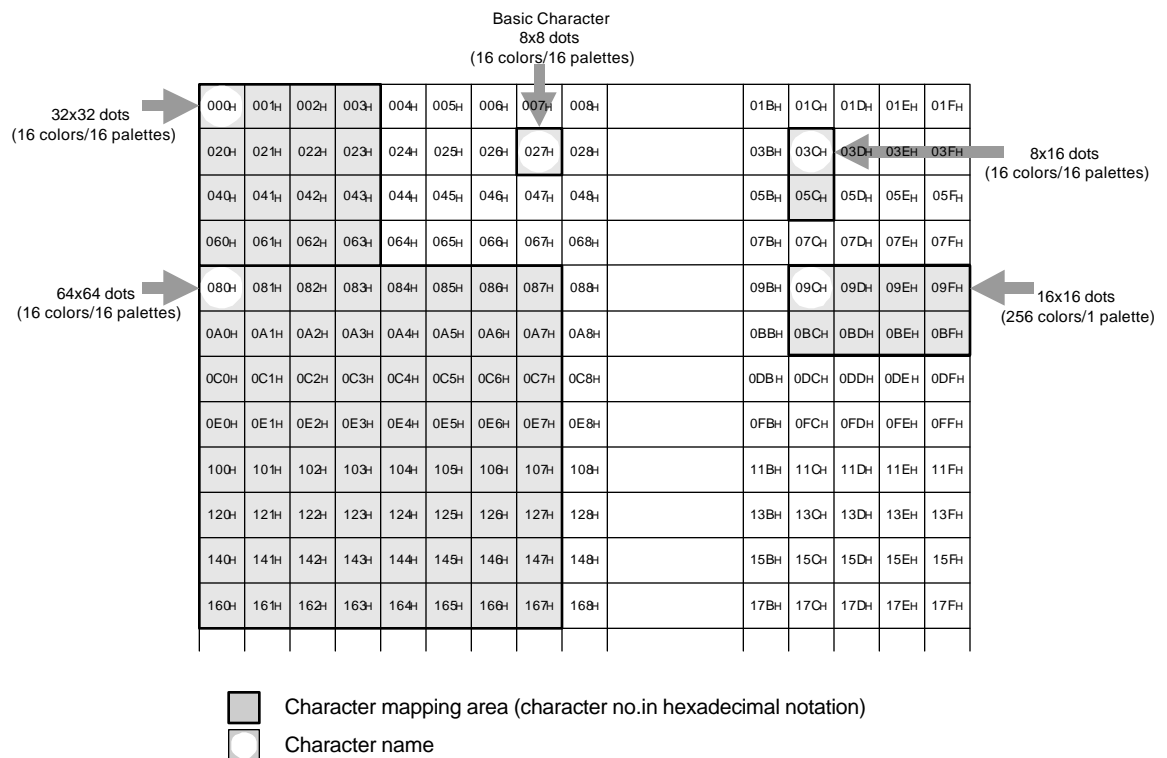 Basic Character
8x8 dots
(16 colors/16 palettes)
32x32 dots
(16 colors/16 palettes)
000H 001H 002H 003H 004H 005H 006H 007H 008H 01BH 01CH 01DH 01EH 01FH
020H 021H 022H 023H 024H 025H 026H 027H 028H 03BH 03CH 03DH 03EH 03FH
8x16 dots
(16 colors/16 palettes)
040H 041H 042H 043H 044H 045H 046H 047H 048H 05BH 05CH 05DH 05EH 05FH
060H 061H 062H 063H 064H 065H 066H 067H 068H 07BH 07CH 07DH 07EH 07FH
64x64 dots
(16 colors/16 palettes)
080H 081H 082H 083H 084H 085H 086H 087H 088H 09BH 09CH 09DH 09EH 09FH
16x16 dots
(256 colors/1 palette)
0A0H 0A1H 0A2H 0A3H 0A4H 0A5H 0A6H 0A7H 0A8H 0BBH 0BCH 0BDH 0BEH 0BFH
0C0H 0C1H 0C2H 0C3H 0C4H 0C5H 0C6H 0C7H 0C8H 0DBH 0DCH 0DDH 0DEH 0DFH
0E0H 0E1H 0E2H 0E3H 0E4H 0E5H 0E6H 0E7H 0E8H 0FBH 0FCH 0FDH 0FEH 0FFH
100H 101H 102H 103H 104H 105H 106H 107H 108H 11BH 11CH 11DH 11EH 11FH
120H 121H 122H 123H 124H 125H 126H 127H 128H 13BH 13CH 13DH 13EH 13FH
140H 141H 142H 143H 144H 145H 146H 147H 148H 15BH 15CH 15DH 15EH 15FH
160H 161H 162H 163H 164H 165H 166H 167H 168H 17BH 17CH 17DH 17EH 17FH
Character mapping area (character no.in hexadecimal notation)
Character name